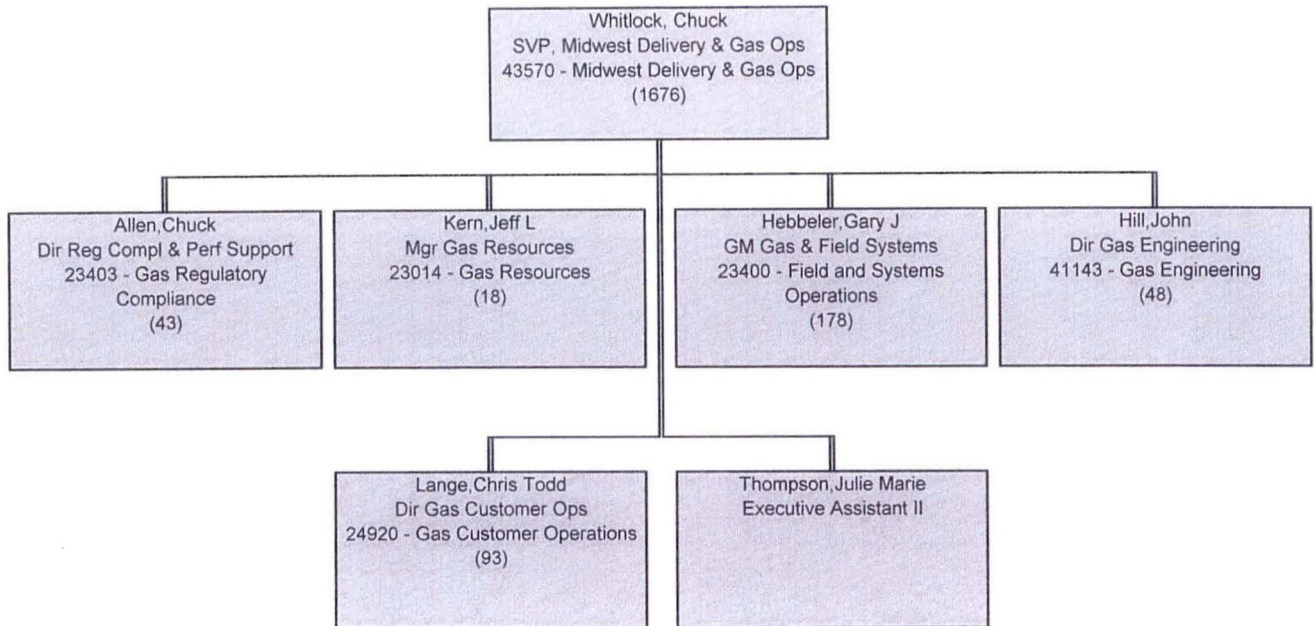 Whitlock, Chuck
SVP, Midwest Delivery & Gas Ops
43570 - Midwest Delivery & Gas Ops
(1676)
Allen,Chuck
Dir Reg Compl & Perf Support
23403 - Gas Regulatory
Compliance
(43)
Kern,Jeff L
Mgr Gas Resources
23014 - Gas Resources
(18)
Hebbeler,Gary J
GM Gas & Field Systems
23400 - Field and Systems
Operations
(178)
Hill,John
Dir Gas Engineering
41143 - Gas Engineering
(48)
Lange,Chris Todd
Dir Gas Customer Ops
24920 - Gas Customer Operations
(93)
Thompson,Julie Marie
Executive Assistant II